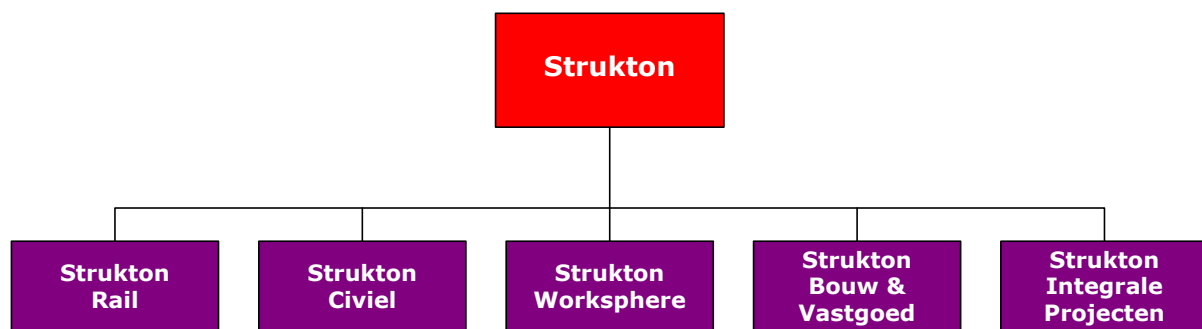 Strukton
Strukton
Rail
Strukton
Civiel
Strukton
Worksphere
Strukton
Bouw &
Vastgoed
Strukton
Integrale
Projecten